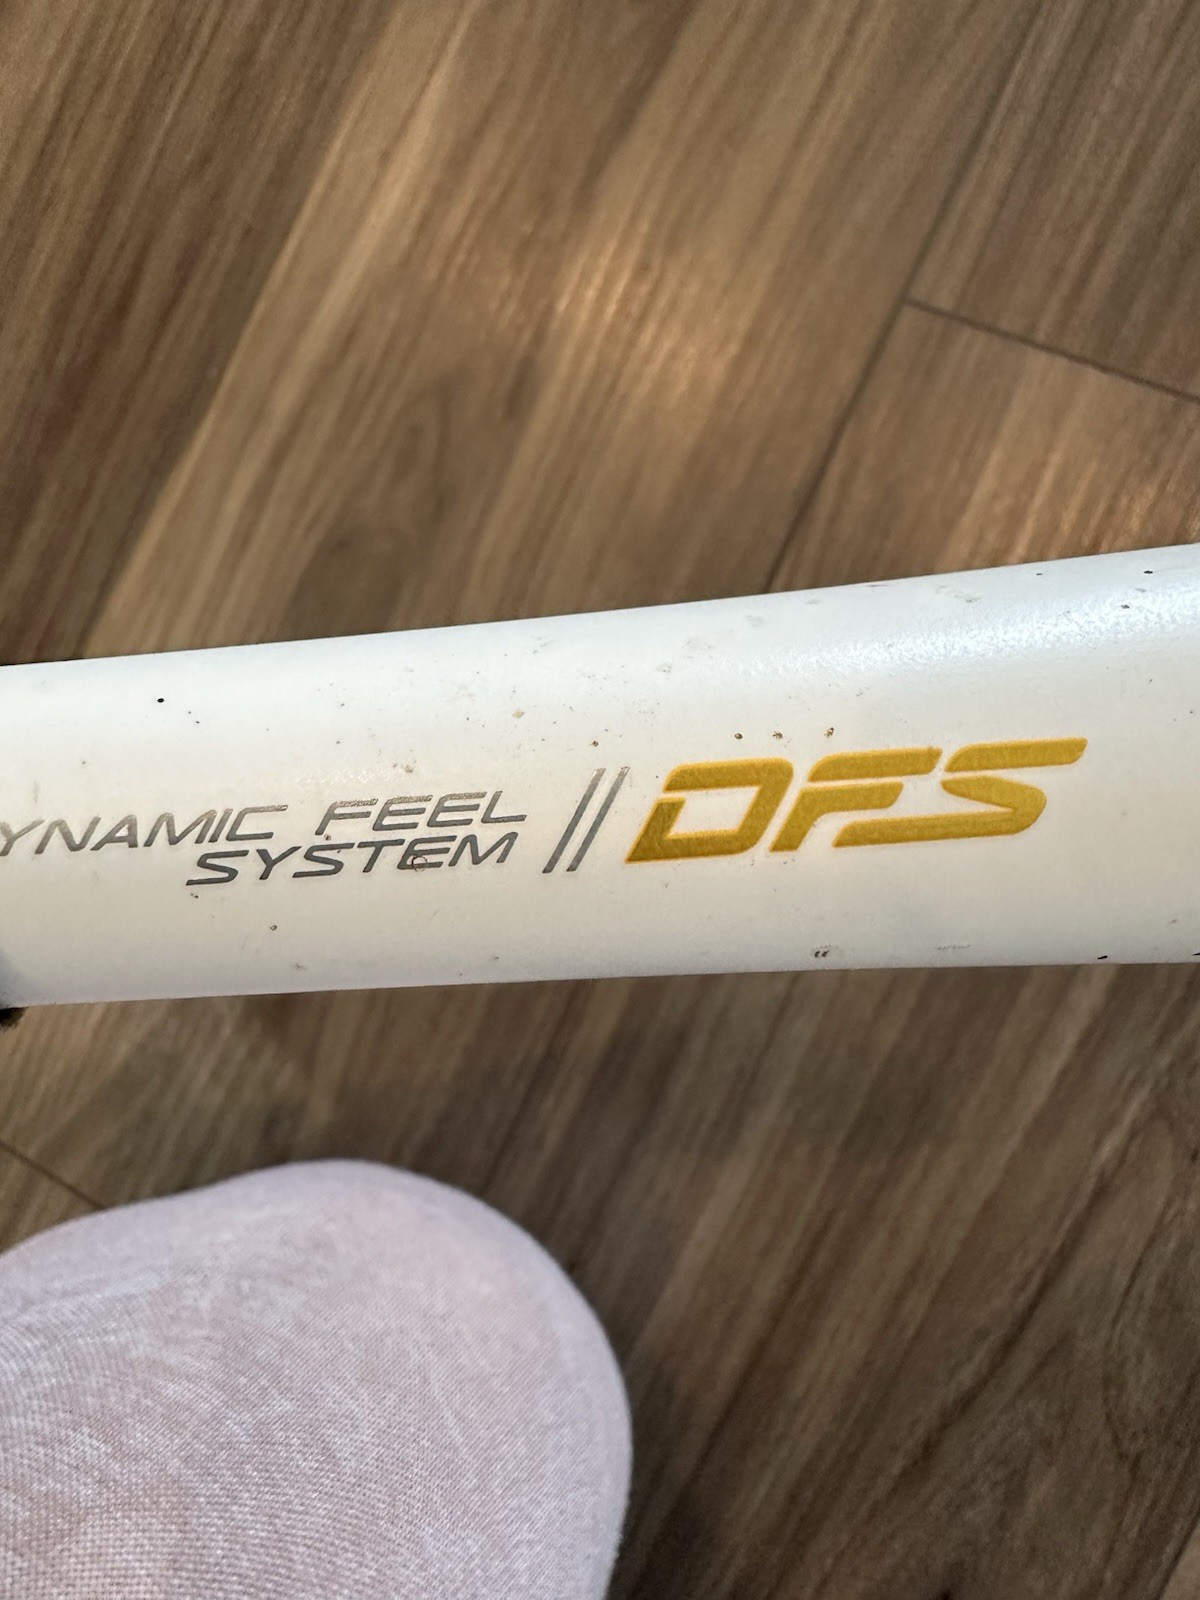 YNAMIC FEEL
SYSTEM // DFS